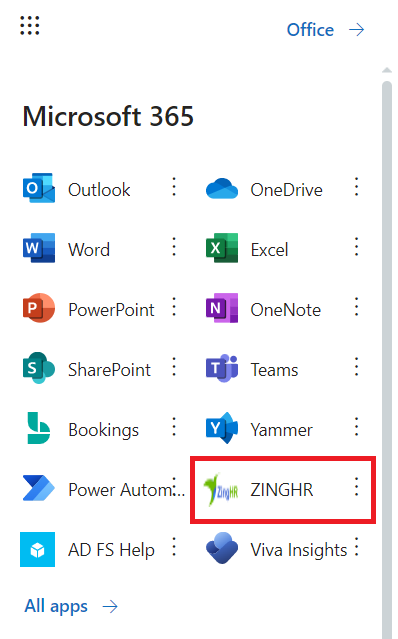 Office
Microsoft 365
Outlook OneDrive
Word Excel
PowerPoint OneNote
SharePoint Teams
Bookings Yammer
Power Autom... ZingHR ZINGHR
AD FS Help Viva Insights
All apps